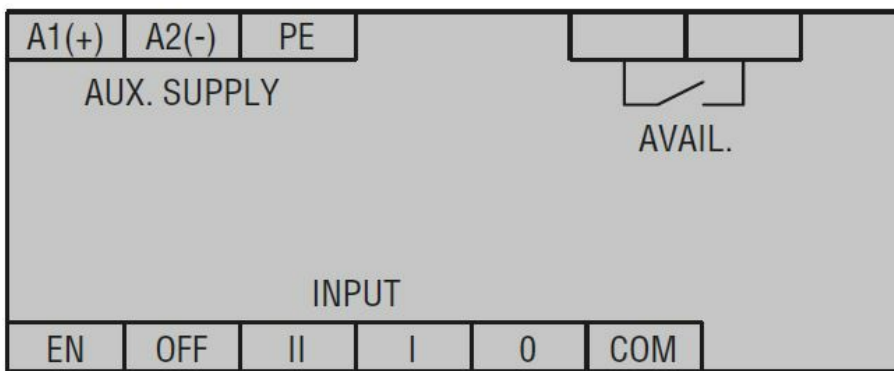 A1(+) A2(-) PE
AUX. SUPPLY
AVAIL.
INPUT
EN OFF II I 0 COM